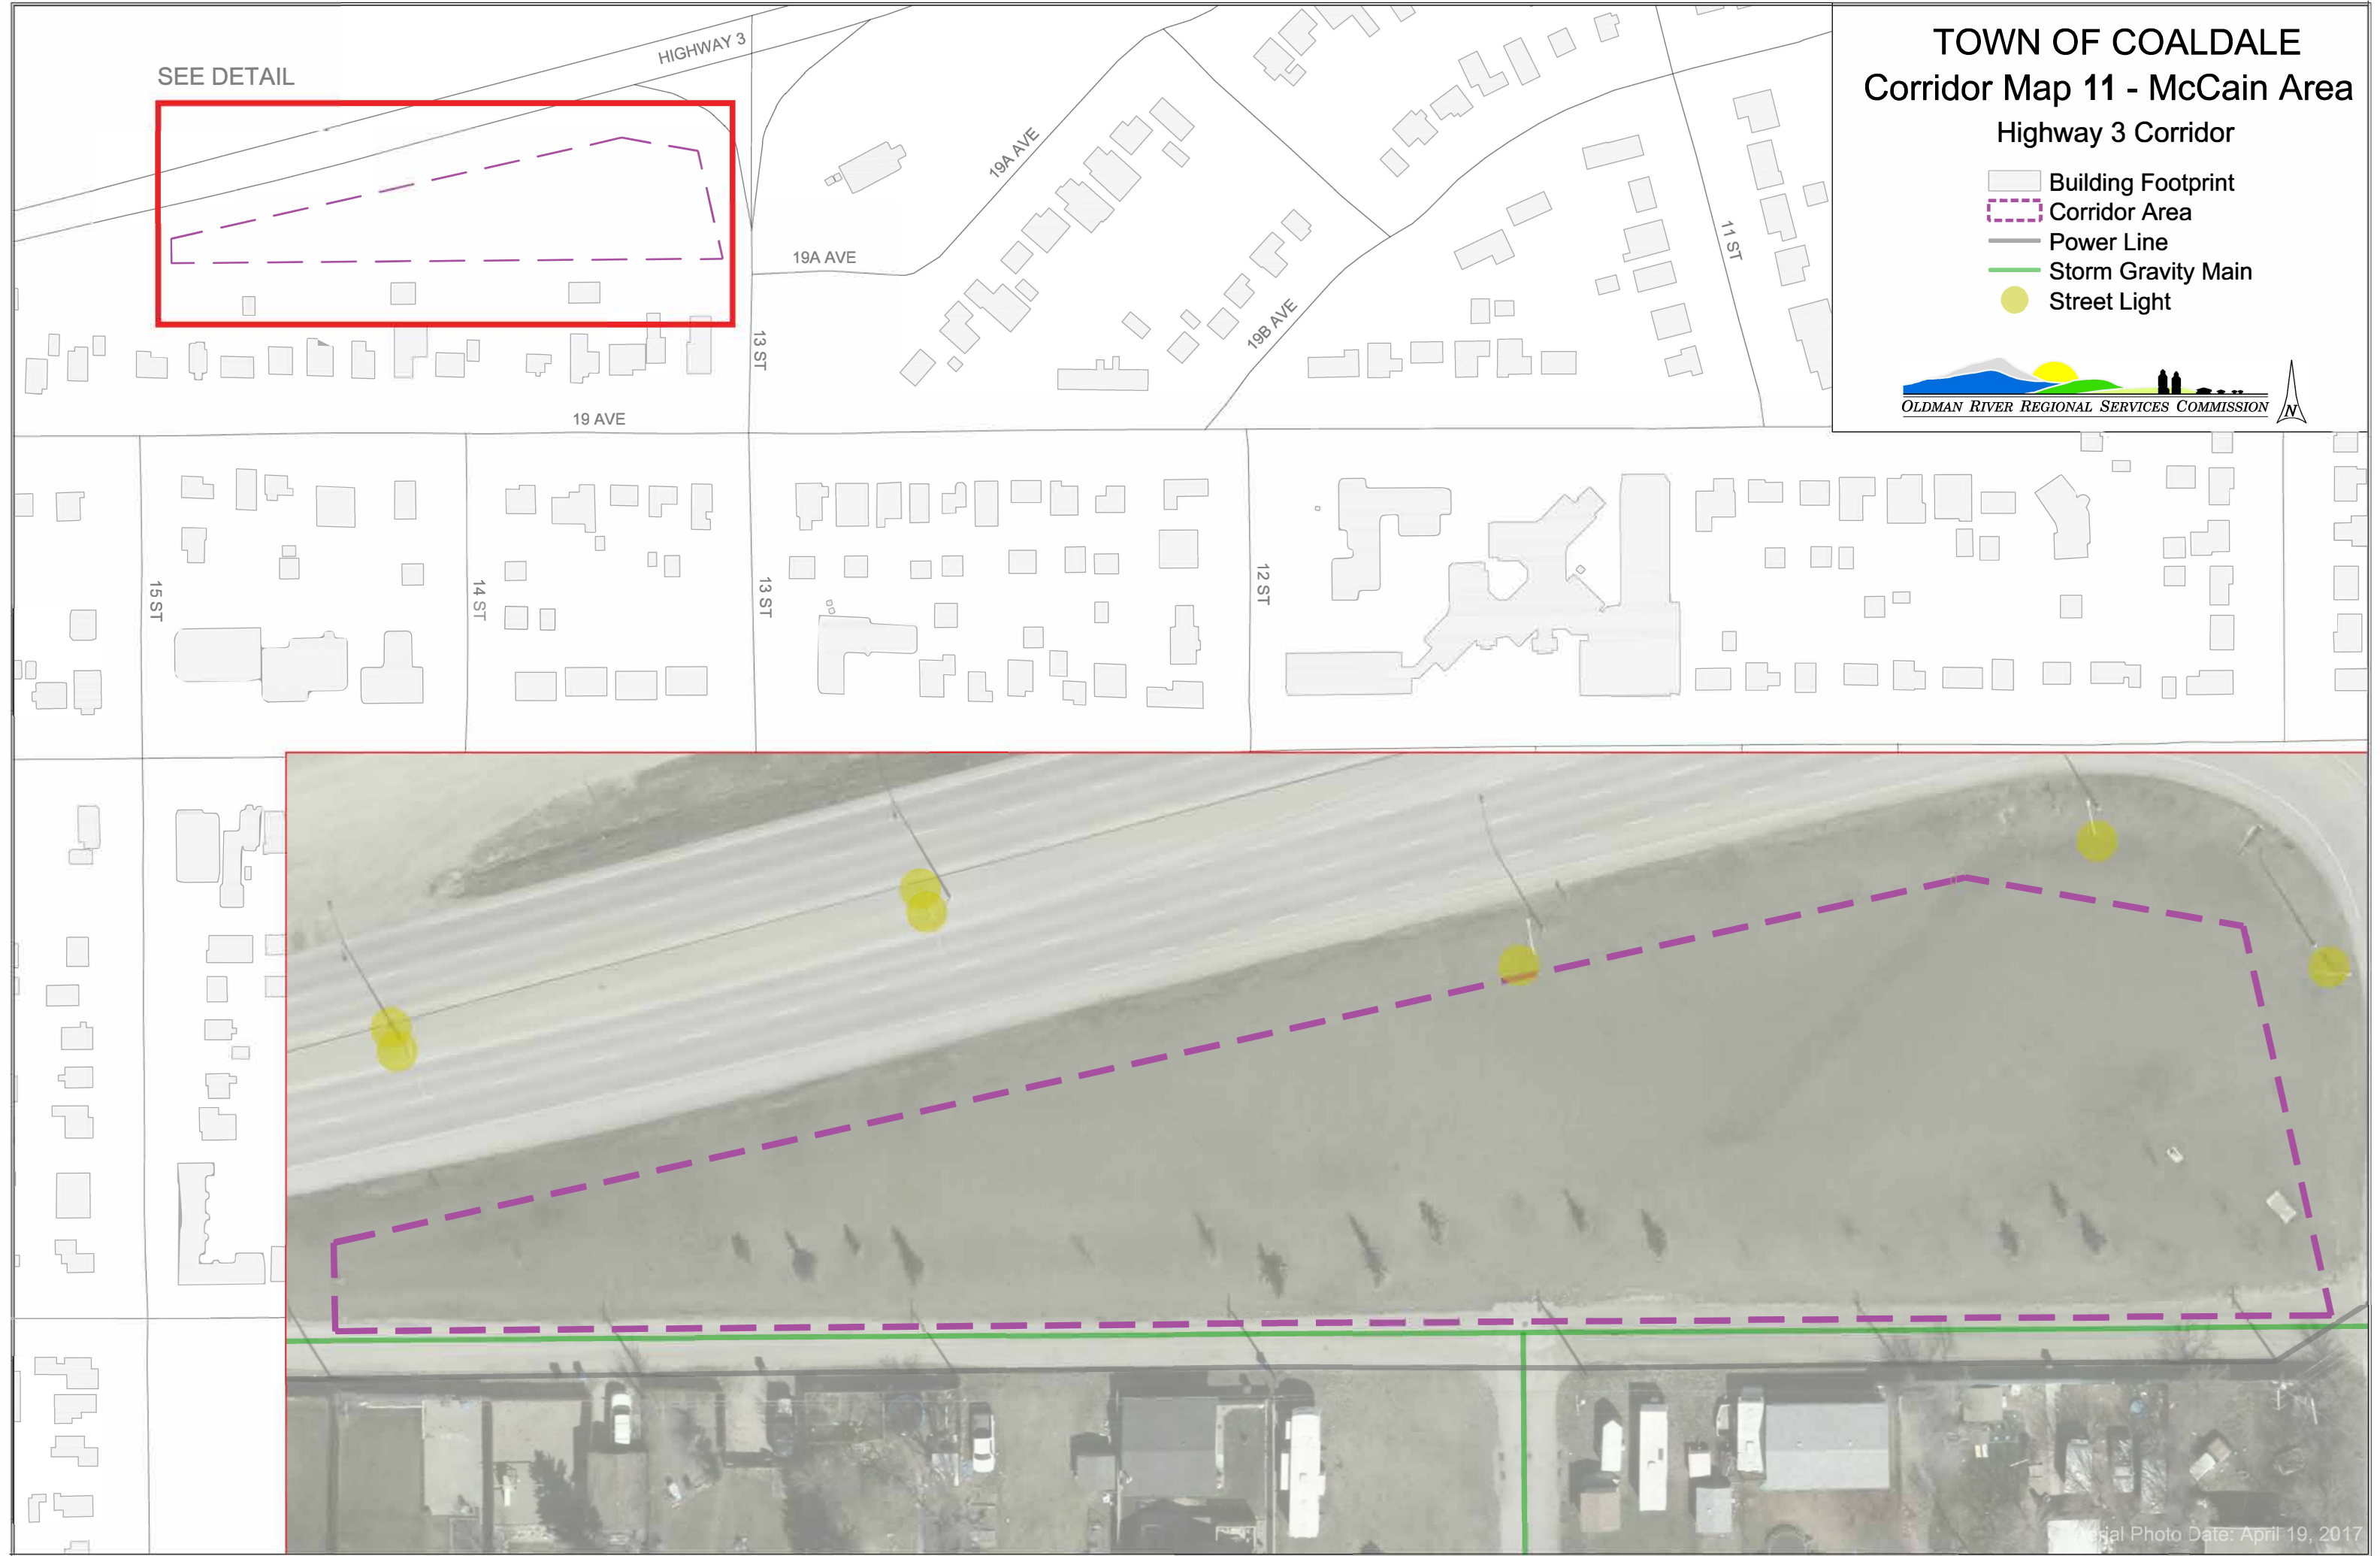 TOWN OF COALDALE
Corridor Map 11 - McCain Area
Highway 3 Corridor
Building Footprint
Corridor Area
Power Line
Storm Gravity Main
Street Light
OLDMAN RIVER REGIONAL SERVICES COMMISSION
N
SEE DETAIL
HIGHWAY 3
19A AVE
19A AVE
11 ST
19B AVE
13 ST
19 AVE
15 ST
14 ST
13 ST
12 ST
Photo Date: April 19, 2017